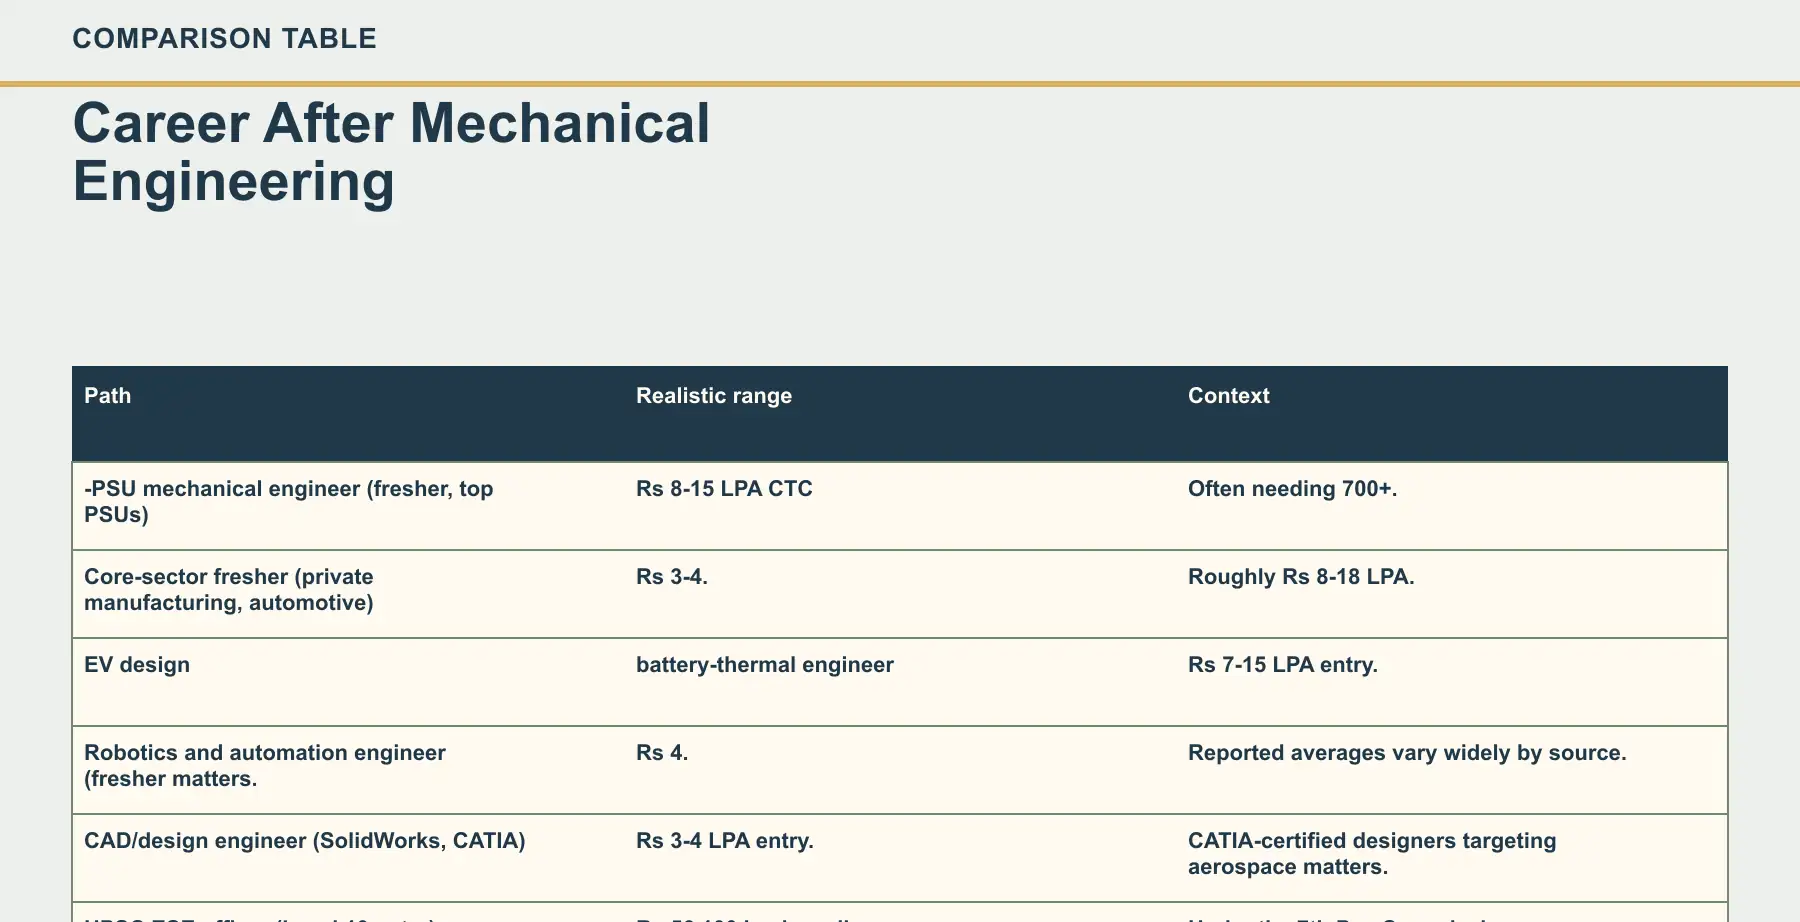 COMPARISON TABLE
Career After Mechanical
Engineering
Path Realistic range Context
-PSU mechanical engineer (fresher, top
PSUs)
Rs 8-15 LPA CTC
Often needing 700+.
Core-sector fresher (private
manufacturing, automotive)
Rs 3-4.
Roughly Rs 8-18 LPA.
EV design
battery-thermal engineer
Rs 7-15 LPA entry.
Robotics and automation engineer
(fresher matters.
Rs 4.
Reported averages vary widely by source.
CAD/design engineer (SolidWorks, CATIA)
Rs 3-4 LPA entry.
CATIA-certified designers targeting
aerospace matters.